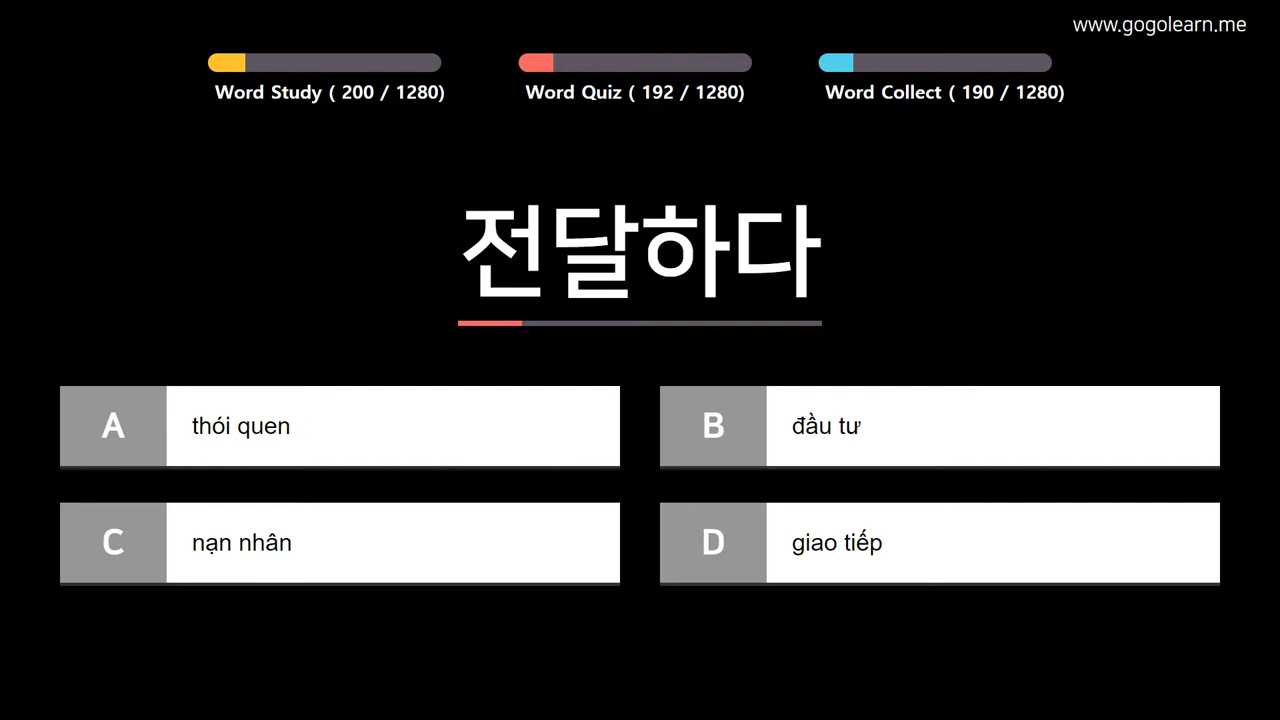 www.gogolearn.me
Word Study ( 200 / 1280)
Word Quiz ( 192 / 1280)
Word Collect ( 190 / 1280)
전달하다
A thói quen
B đầu tư
C nạn nhân
D giao tiếp